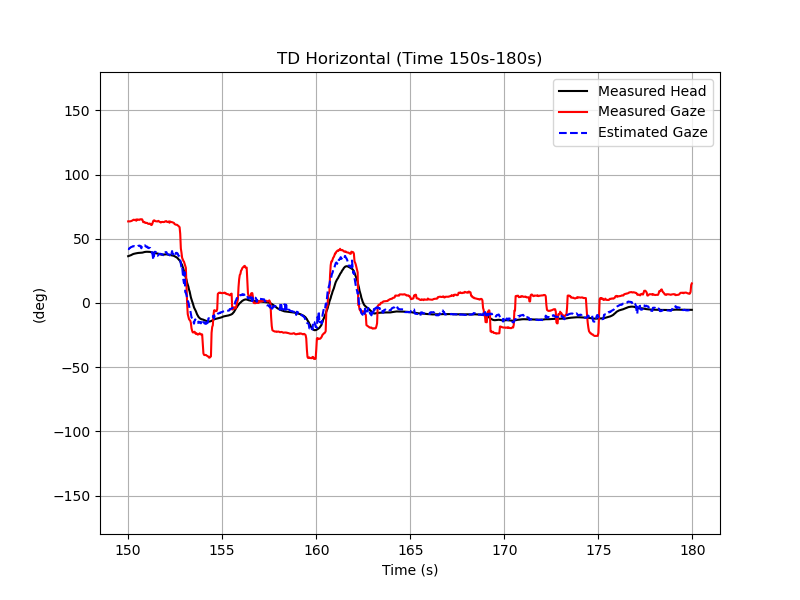 TD Horizontal (Time 150s-180s)
Measured Head
Measured Gaze
Estimated Gaze
150
100
50
0
−50
−100
−150
(deg)
150 155 160 165 170 175 180
Time (s)